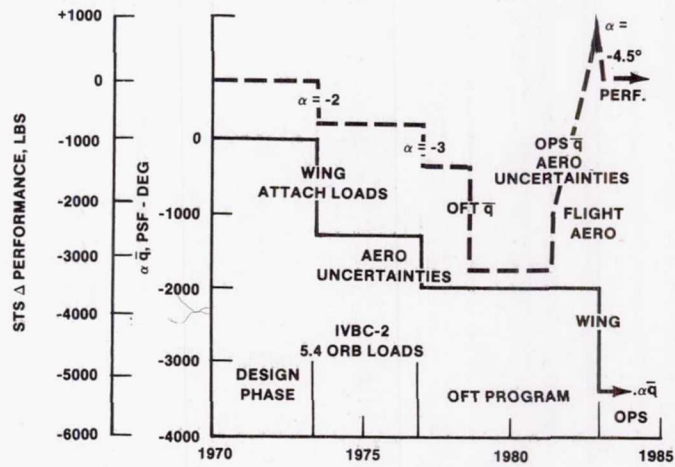 STS Δ PERFORMANCE, LBS
+1000
0
-1000
-2000
-3000
-4000
-5000
-6000
α q̅, PSF - DEG
0
-1000
-2000
-3000
-4000
α = -2
α = -3
α =
-4.5°
PERF.
WING
ATTACH LOADS
OFT q̅
OPS q̅
AERO
UNCERTAINTIES
FLIGHT
AERO
AERO
UNCERTAINTIES
WING
IVBC-2
5.4 ORB LOADS
DESIGN
PHASE
OFT PROGRAM
αq̅
OPS
1970
1975
1980
1985